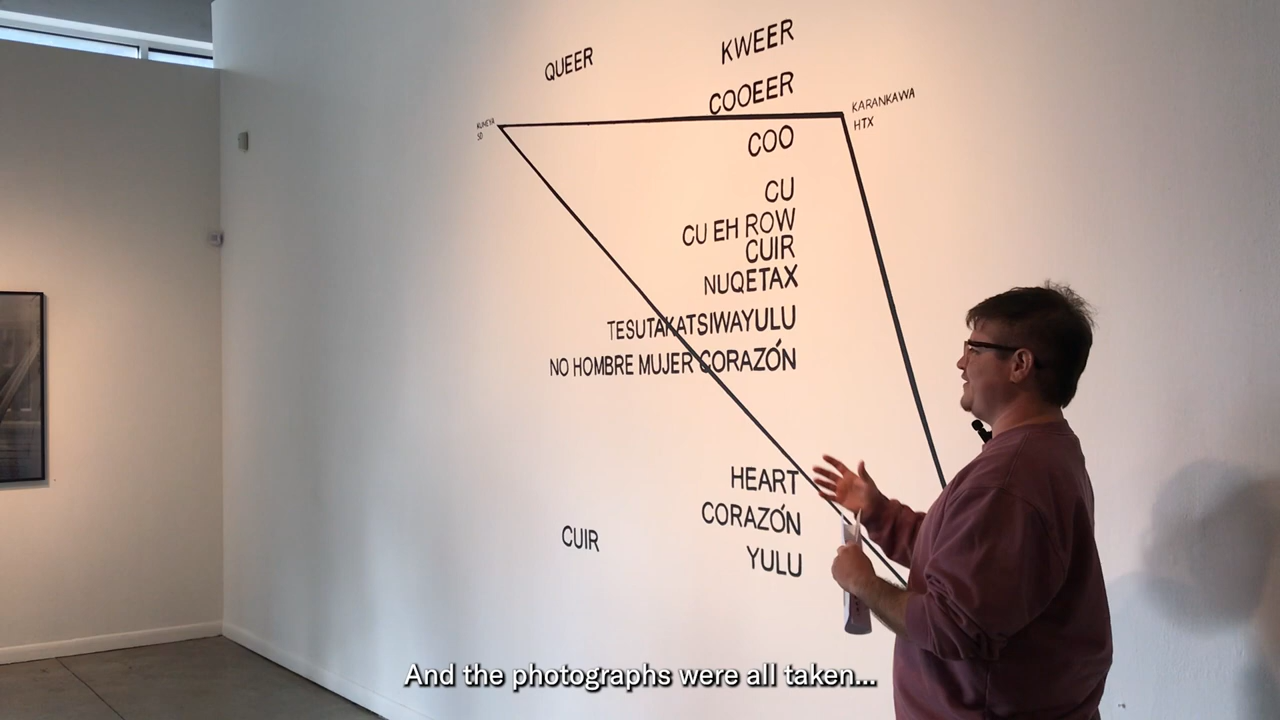 QUEER
KWEER
COOEER
KARANKAWA
HTX
SD
COO
CU
CU EH ROW
CUIR
NUQETAX
TESUTAKATSIWAYULU
NO HOMBRE MUJER CORAZÓN
HEART
CORAZÓN
CUIR
YULU
And the photographs were all taken...